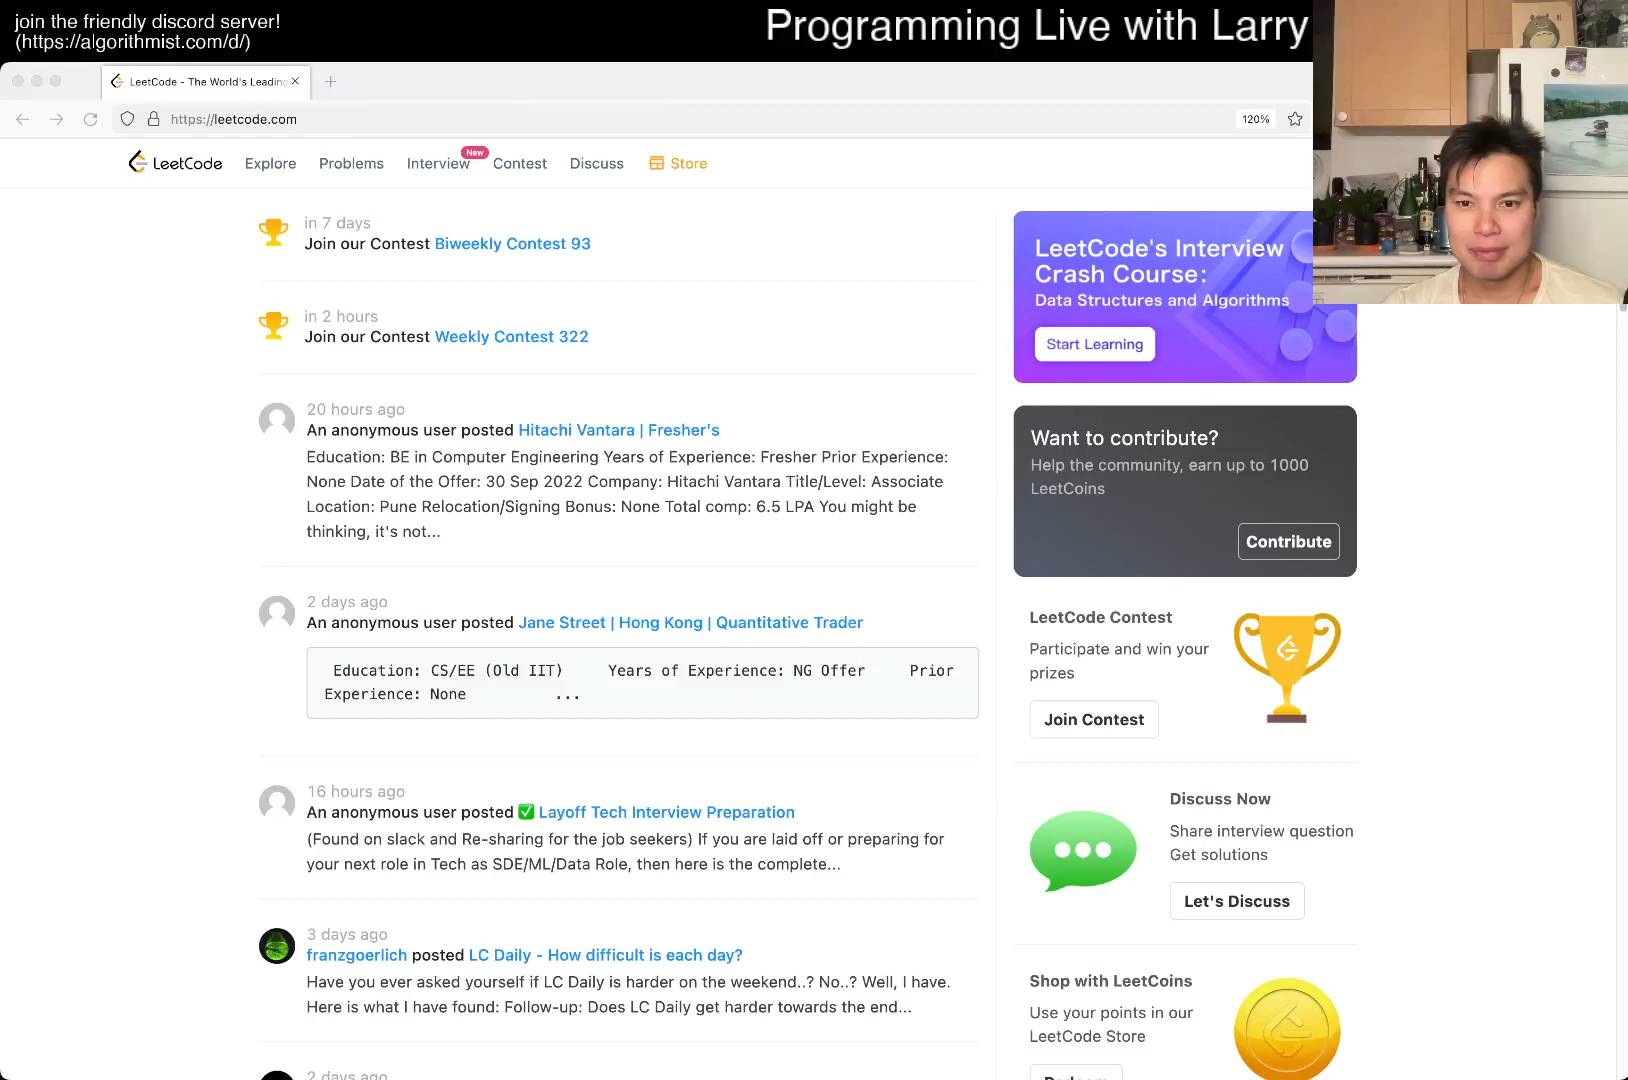 join the friendly discord server!
(https://algorithmist.com/d/)
Programming Live with Larry
LeetCode - The World's Leading
https://leetcode.com
120%
LeetCode
Explore
Problems
Interview
New
Contest
Discuss
Store
in 7 days
Join our Contest Biweekly Contest 93
in 2 hours
Join our Contest Weekly Contest 322
20 hours ago
An anonymous user posted Hitachi Vantara | Fresher's
Education: BE in Computer Engineering Years of Experience: Fresher Prior Experience:
None Date of the Offer: 30 Sep 2022 Company: Hitachi Vantara Title/Level: Associate
Location: Pune Relocation/Signing Bonus: None Total comp: 6.5 LPA You might be
thinking, it's not...
2 days ago
An anonymous user posted Jane Street | Hong Kong | Quantitative Trader
Education: CS/EE (Old IIT) Years of Experience: NG Offer Prior
Experience: None ...
16 hours ago
An anonymous user posted ✅ Layoff Tech Interview Preparation
(Found on slack and Re-sharing for the job seekers) If you are laid off or preparing for
your next role in Tech as SDE/ML/Data Role, then here is the complete...
3 days ago
franzgoerlich posted LC Daily - How difficult is each day?
Have you ever asked yourself if LC Daily is harder on the weekend..? No..? Well, I have.
Here is what I have found: Follow-up: Does LC Daily get harder towards the end...
2 days ago
LeetCode's Interview
Crash Course:
Data Structures and Algorithms
Start Learning
Want to contribute?
Help the community, earn up to 1000
LeetCoins
Contribute
LeetCode Contest
Participate and win your
prizes
Join Contest
Discuss Now
Share interview question
Get solutions
Let's Discuss
Shop with LeetCoins
Use your points in our
LeetCode Store